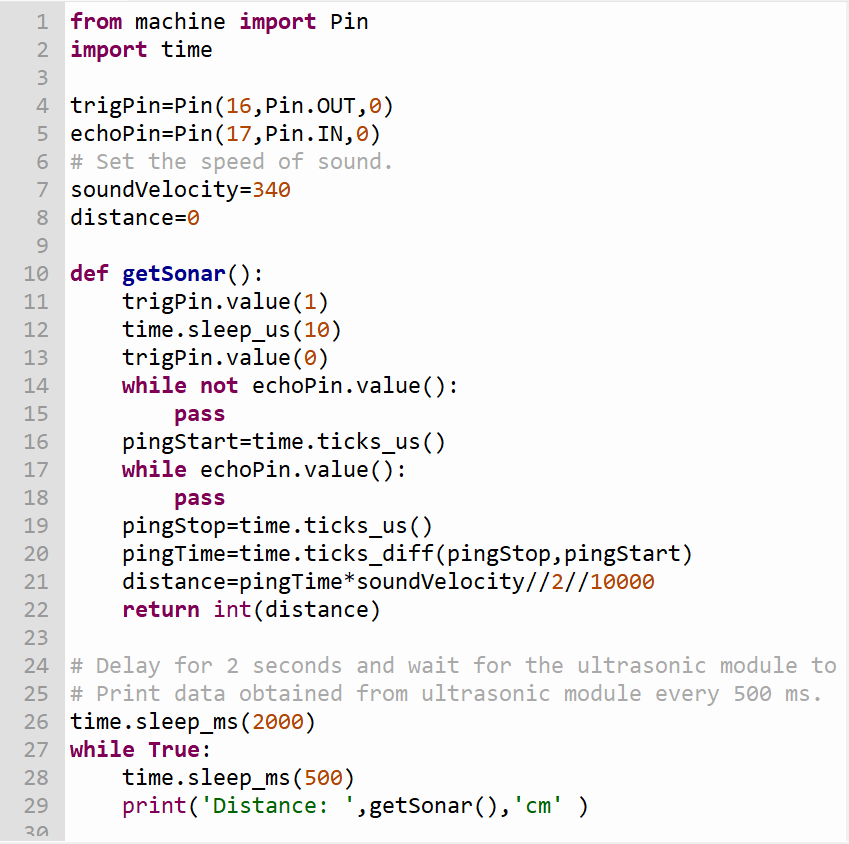 1 from machine import Pin
2 import time
3
4 trigPin=Pin(16,Pin.OUT,0)
5 echoPin=Pin(17,Pin.IN,0)
6 # Set the speed of sound.
7 soundVelocity=340
8 distance=0
9
10 def getSonar():
11     trigPin.value(1)
12     time.sleep_us(10)
13     trigPin.value(0)
14     while not echoPin.value():
15         pass
16     pingStart=time.ticks_us()
17     while echoPin.value():
18         pass
19     pingStop=time.ticks_us()
20     pingTime=time.ticks_diff(pingStop,pingStart)
21     distance=pingTime*soundVelocity//2//10000
22     return int(distance)
23
24 # Delay for 2 seconds and wait for the ultrasonic module to
25 # Print data obtained from ultrasonic module every 500 ms.
26 time.sleep_ms(2000)
27 while True:
28     time.sleep_ms(500)
29     print('Distance: ',getSonar(),'cm' )
30